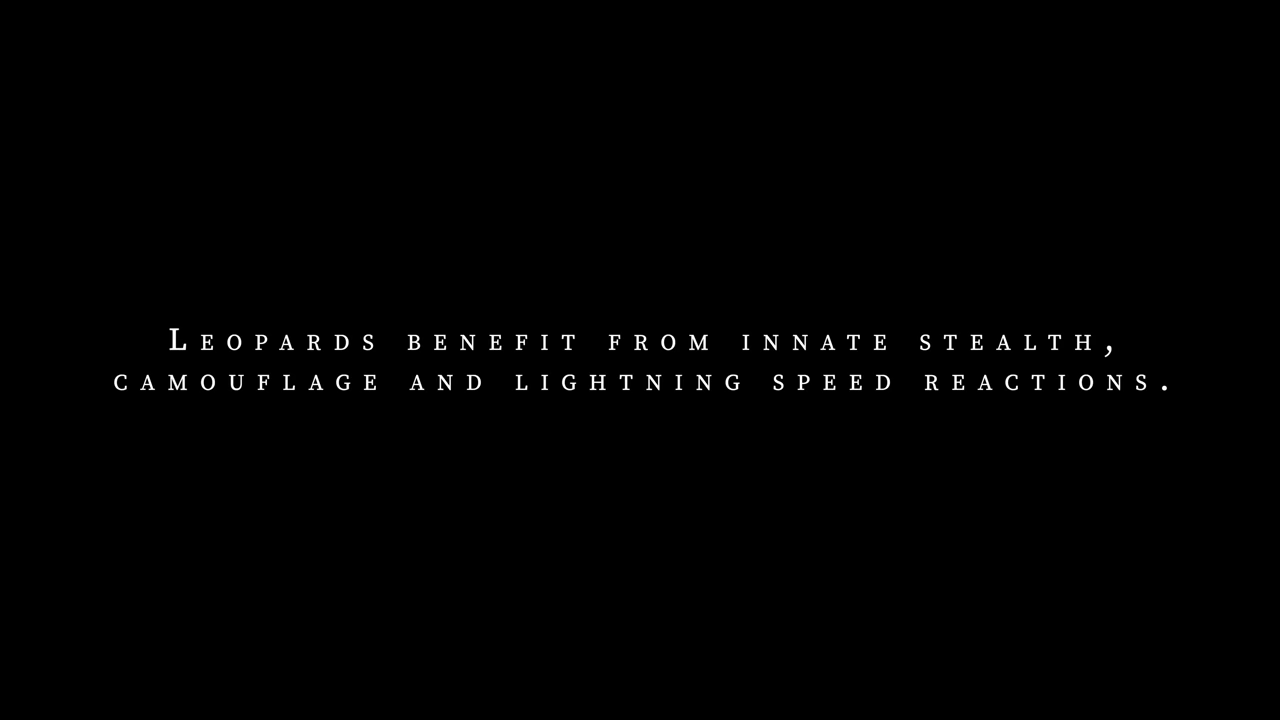 Leopards benefit from innate stealth,
camouflage and lightning speed reactions.